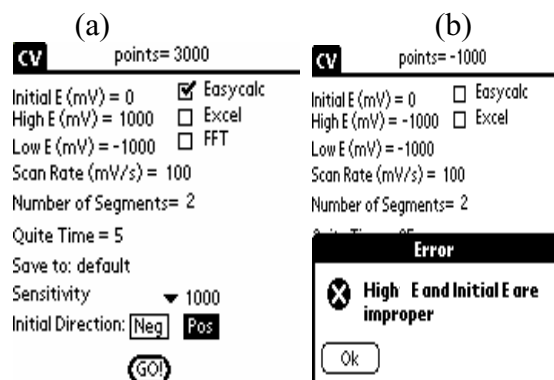 (a)
CV points= 3000
Initial E (mV) = 0 Easycalc
High E (mV) = 1000 Excel
Low E (mV) = -1000 FFT
Scan Rate (mV/s) = 100
Number of Segments= 2
Quite Time = 5
Save to: default
Sensitivity 1000
Initial Direction: Neg Pos
GO!
(b)
CV points= -1000
Initial E (mV) = 0 Easycalc
High E (mV) = -1000 Excel
Low E (mV) = -1000
Scan Rate (mV/s) = 100
Number of Segments= 2
Error
High E and Initial E are
improper
Ok